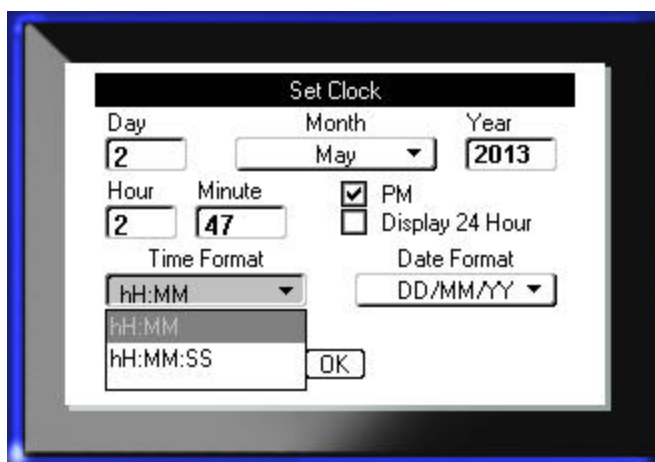 Set Clock
Day Month Year
2 May 2013
Hour Minute PM
2 47 Display 24 Hour
Time Format Date Format
hH:MM DD/MM/YY
hH:MM
hH:MM:SS
OK